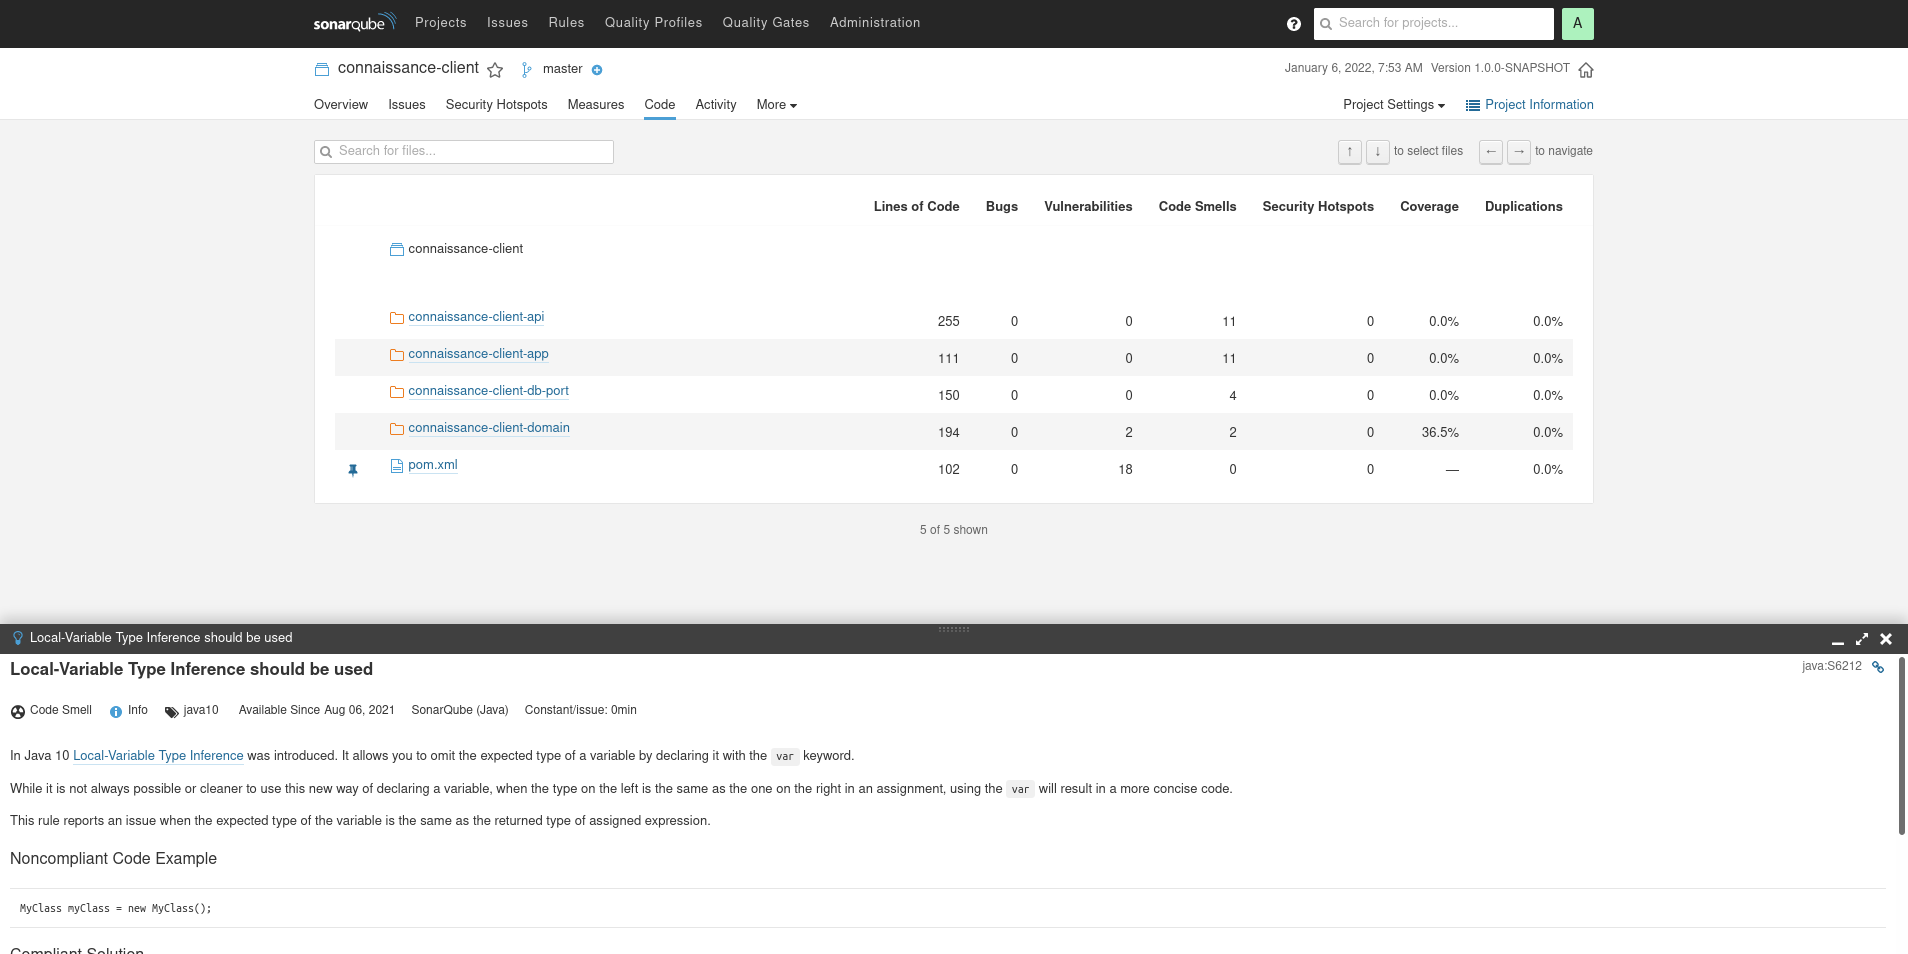 sonarqube Projects Issues Rules Quality Profiles Quality Gates Administration Search for projects... A
connaissance-client master January 6, 2022, 7:53 AM Version 1.0.0-SNAPSHOT
Overview Issues Security Hotspots Measures Code Activity More Project Settings Project Information
Search for files... ↑ ↓ to select files ← → to navigate
Lines of Code Bugs Vulnerabilities Code Smells Security Hotspots Coverage Duplications
connaissance-client
connaissance-client-api 255 0 0 11 0 0.0% 0.0%
connaissance-client-app 111 0 0 11 0 0.0% 0.0%
connaissance-client-db-port 150 0 0 4 0 0.0% 0.0%
connaissance-client-domain 194 0 2 2 0 36.5% 0.0%
pom.xml 102 0 18 0 0 — 0.0%
5 of 5 shown
Local-Variable Type Inference should be used
Local-Variable Type Inference should be used java:S6212
Code Smell Info java10 Available Since Aug 06, 2021 SonarQube (Java) Constant/issue: 0min
In Java 10 Local-Variable Type Inference was introduced. It allows you to omit the expected type of a variable by declaring it with the var keyword.
While it is not always possible or cleaner to use this new way of declaring a variable, when the type on the left is the same as the one on the right in an assignment, using the var will result in a more concise code.
This rule reports an issue when the expected type of the variable is the same as the returned type of assigned expression.
Noncompliant Code Example
MyClass myClass = new MyClass();
Compliant Solution